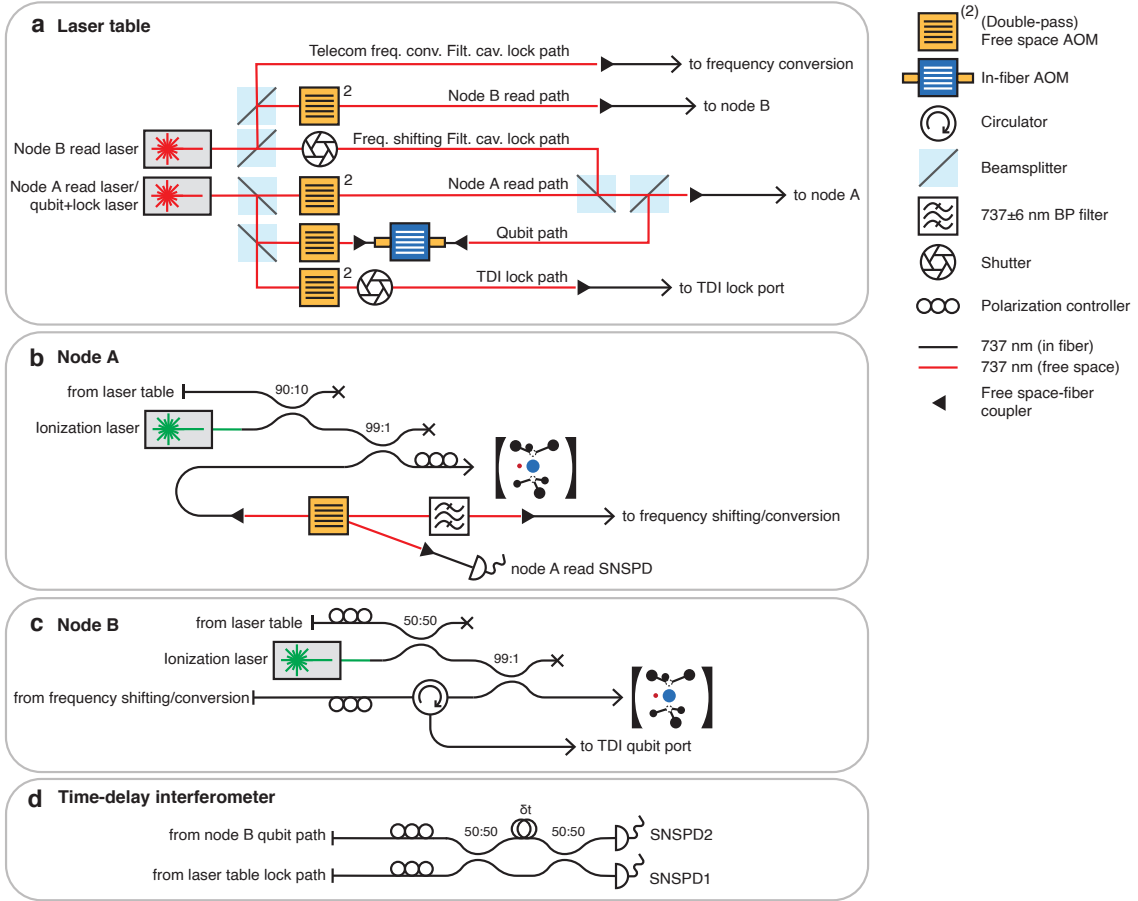 a Laser table
Telecom freq. conv. Filt. cav. lock path
to frequency conversion
2
Node B read path
to node B
Node B read laser
Freq. shifting Filt. cav. lock path
Node A read laser/
qubit+lock laser
2
Node A read path
to node A
Qubit path
2
TDI lock path
to TDI lock port
(2)
(Double-pass)
Free space AOM
In-fiber AOM
Circulator
Beamsplitter
737±6 nm BP filter
Shutter
Polarization controller
737 nm (in fiber)
737 nm (free space)
Free space-fiber
coupler
b Node A
from laser table
90:10
Ionization laser
99:1
to frequency shifting/conversion
node A read SNSPD
c Node B
from laser table
50:50
Ionization laser
99:1
from frequency shifting/conversion
to TDI qubit port
d Time-delay interferometer
δt
from node B qubit path
50:50
50:50
SNSPD2
from laser table lock path
SNSPD1